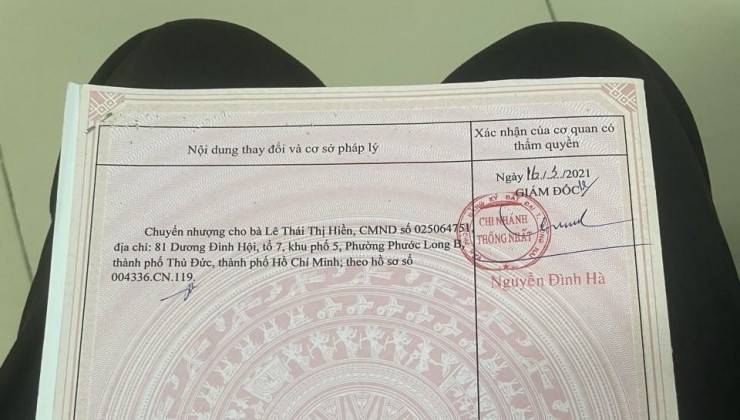 Nội dung thay đổi và cơ sở pháp lý
Xác nhận của cơ quan có
thẩm quyền
Chuyển nhượng cho bà Lê Thái Thị Hiền, CMND số 025064751,
địa chỉ: 81 Dương Đình Hội, tổ 7, khu phố 5, Phường Phước Long B,
thành phố Thủ Đức, thành phố Hồ Chí Minh; theo hồ sơ số
004336.CN.119.
Ngày 16/3/2021
GIÁM ĐỐC
CHI NHÁNH
THỐNG NHẤT
Nguyễn Đình Hà